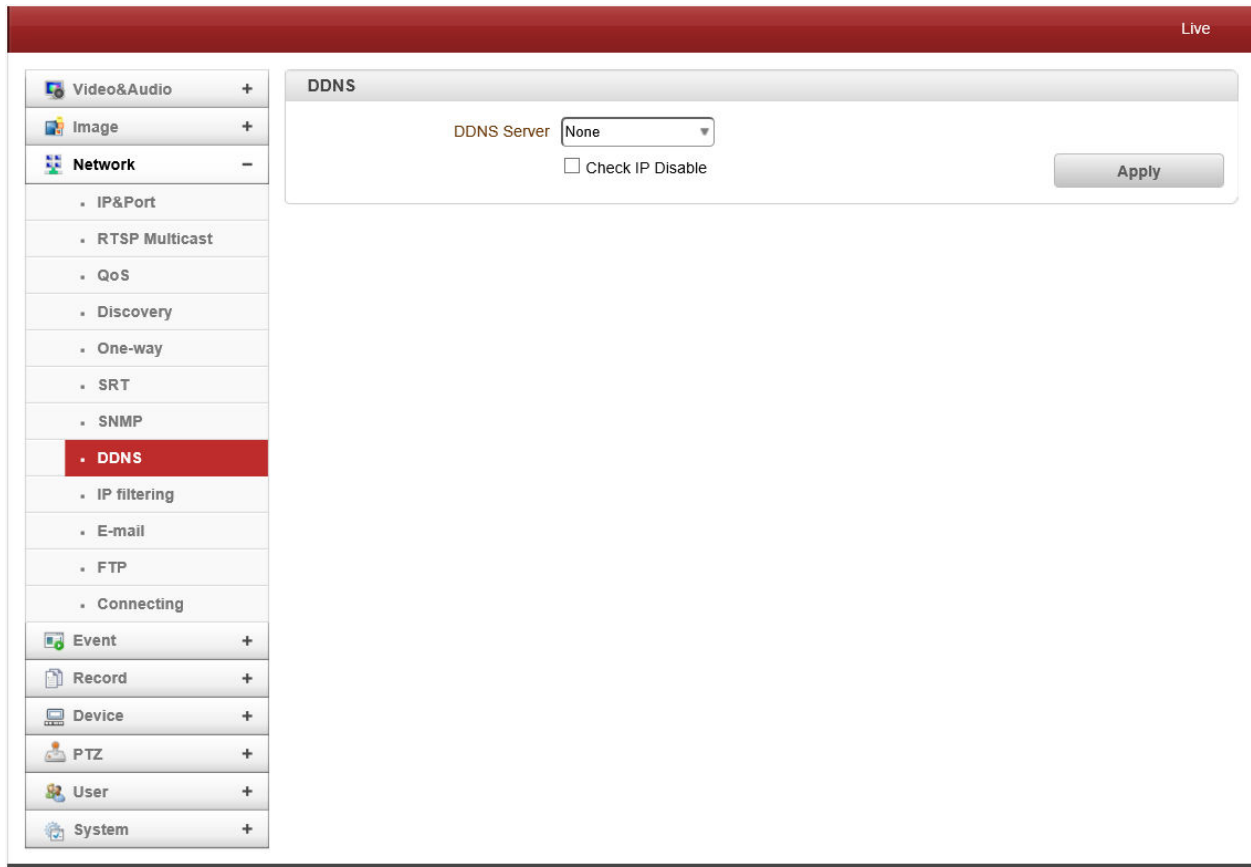 Live
Video&Audio +
Image +
Network −
IP&Port
RTSP Multicast
QoS
Discovery
One-way
SRT
SNMP
DDNS
IP filtering
E-mail
FTP
Connecting
Event +
Record +
Device +
PTZ +
User +
System +
DDNS
DDNS Server None
Check IP Disable
Apply